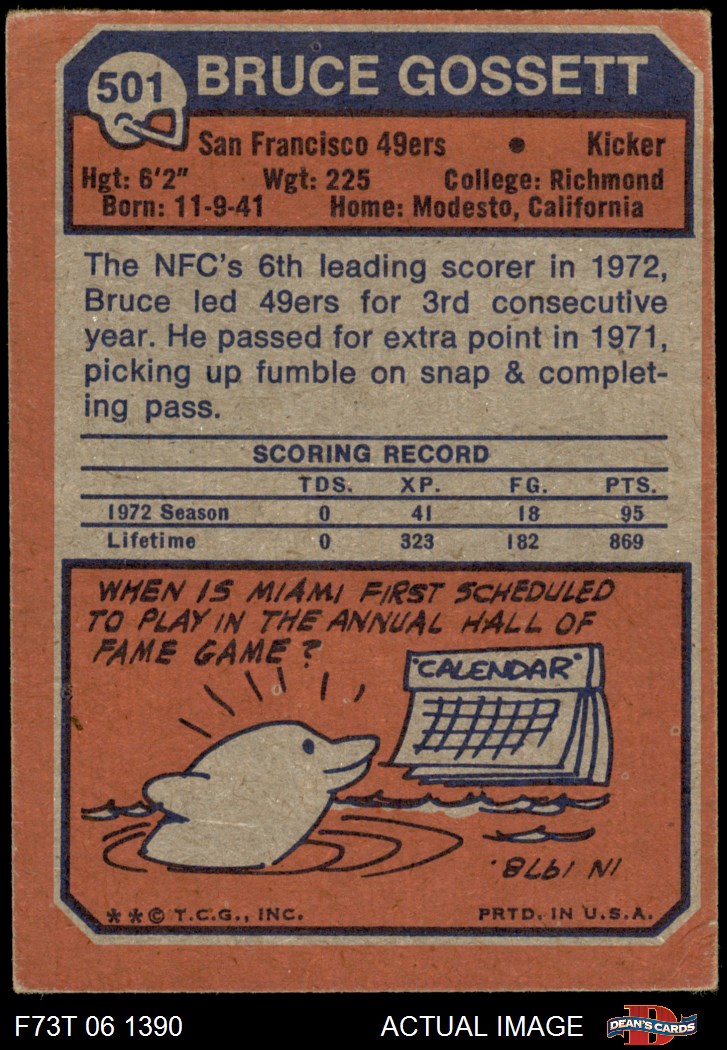 501 BRUCE GOSSETT
San Francisco 49ers • Kicker
Hgt: 6'2" Wgt: 225 College: Richmond
Born: 11-9-41 Home: Modesto, California
The NFC's 6th leading scorer in 1972,
Bruce led 49ers for 3rd consecutive
year. He passed for extra point in 1971,
picking up fumble on snap & complet-
ing pass.
SCORING RECORD
TDS. XP. FG. PTS.
1972 Season 0 41 18 95
Lifetime 0 323 182 869
WHEN IS MIAMI FIRST SCHEDULED
TO PLAY IN THE ANNUAL HALL OF
FAME GAME?
"CALENDAR"
IN 1978.
**© T.C.G., INC. PRTD. IN U.S.A.
F73T 06 1390 ACTUAL IMAGE D DEAN'S CARDS